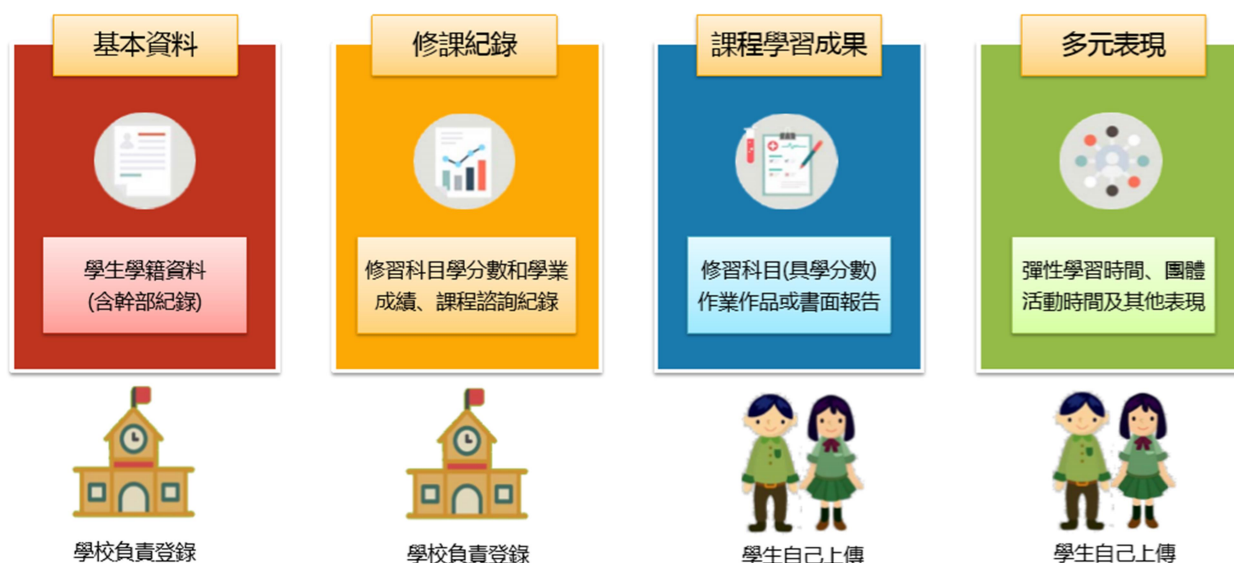 基本資料
學生學籍資料
(含幹部紀錄)
學校負責登錄
修課紀錄
修習科目學分數和學業
成績、課程諮詢紀錄
學校負責登錄
課程學習成果
修習科目(具學分數)
作業作品或書面報告
學生自己上傳
多元表現
彈性學習時間、團體
活動時間及其他表現
學生自己上傳